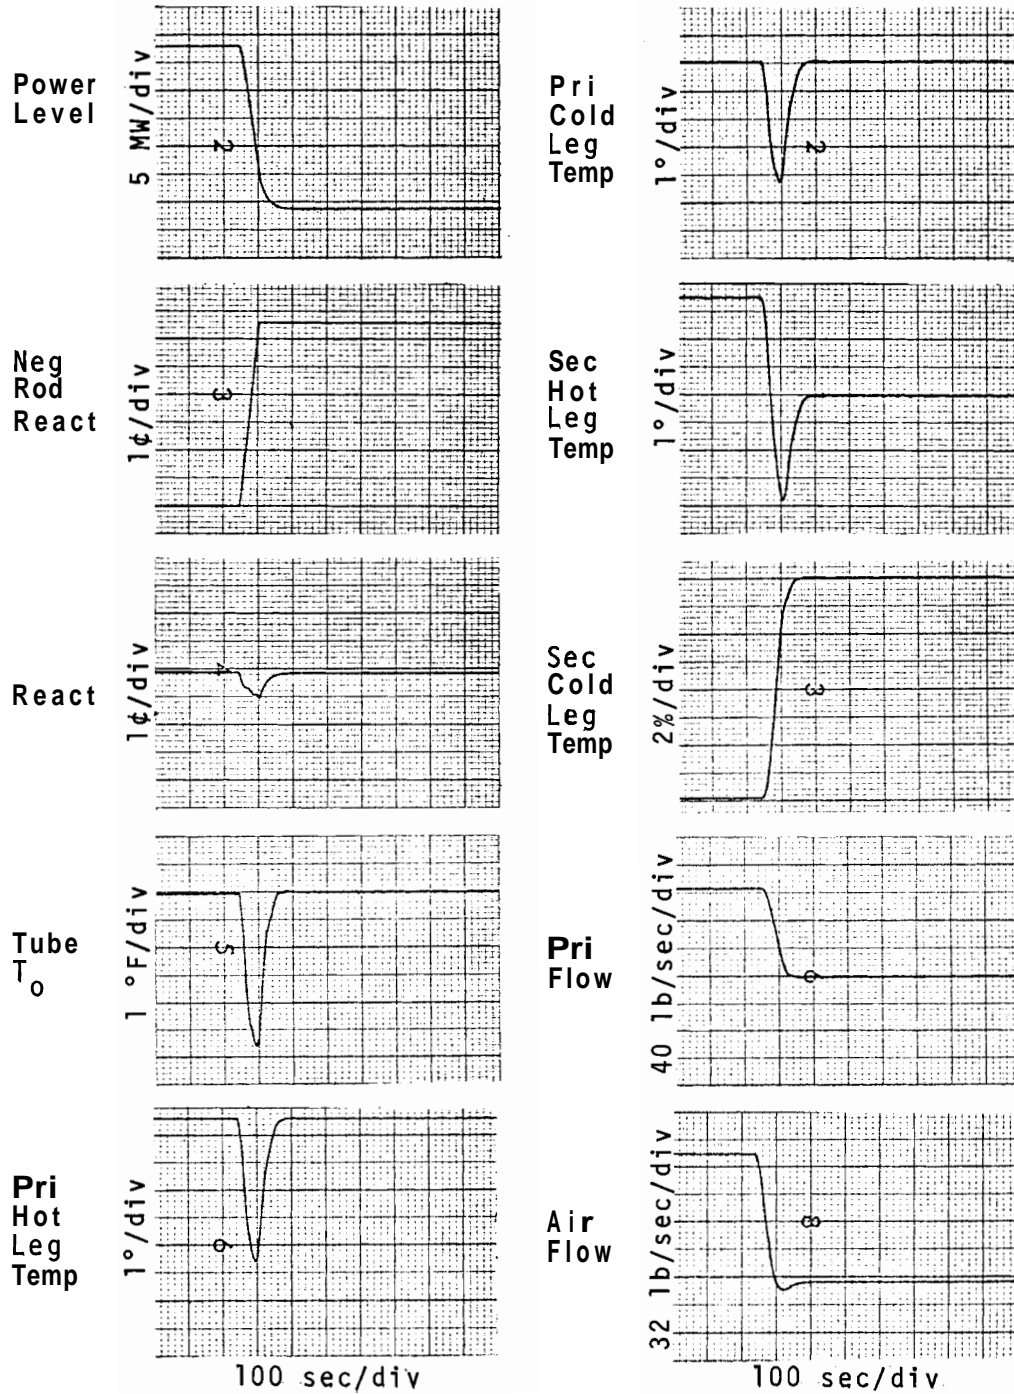 Power
Level
5 MW/div
2
Pri
Cold
Leg
Temp
1°/div
2
Neg
Rod
React
1¢/div
3
Sec
Hot
Leg
Temp
1°/div
React
1¢/div
4
Sec
Cold
Leg
Temp
2%/div
3
Tube
To
1 °F/div
5
Pri
Flow
40 lb/sec/div
6
Pri
Hot
Leg
Temp
1°/div
6
Air
Flow
32 lb/sec/div
8
100 sec/div
100 sec/div